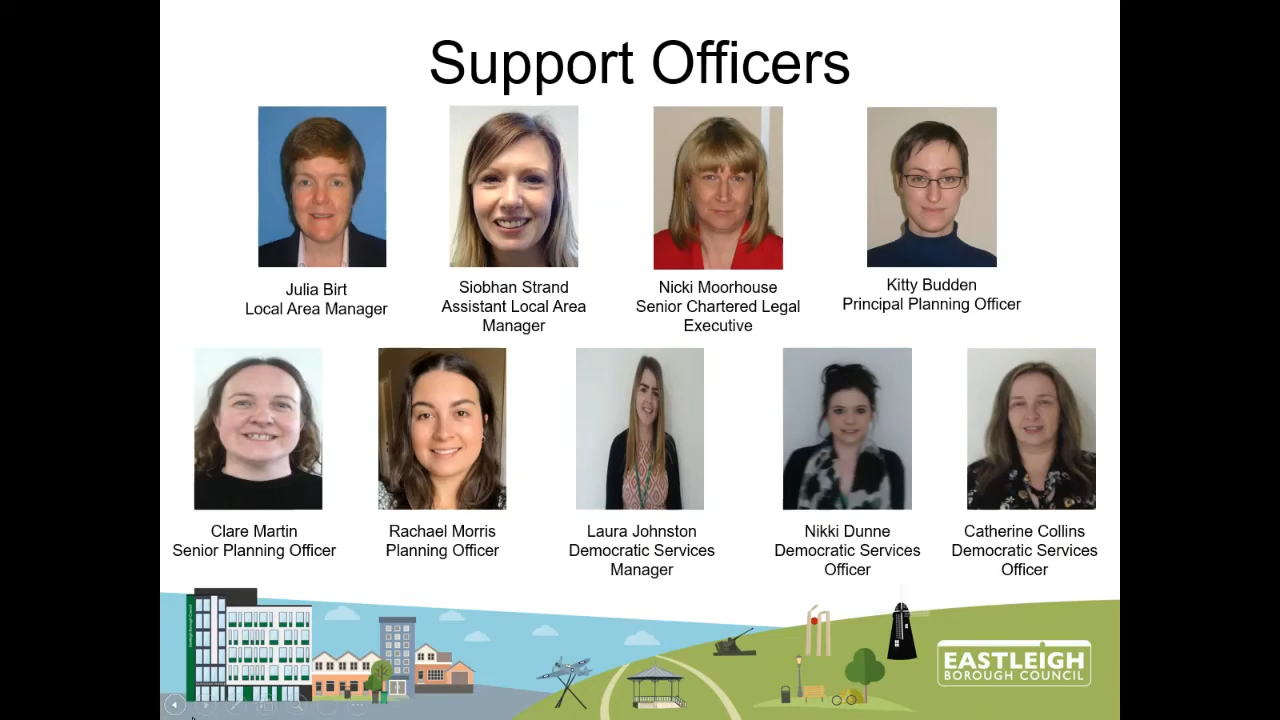 Support Officers
Julia Birt
Local Area Manager
Siobhan Strand
Assistant Local Area
Manager
Nicki Moorhouse
Senior Chartered Legal
Executive
Kitty Budden
Principal Planning Officer
Clare Martin
Senior Planning Officer
Rachael Morris
Planning Officer
Laura Johnston
Democratic Services
Manager
Nikki Dunne
Democratic Services
Officer
Catherine Collins
Democratic Services
Officer
EASTLEIGH
BOROUGH COUNCIL